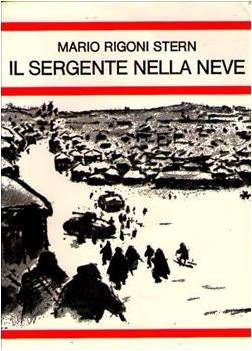 MARIO RIGONI STERN
IL SERGENTE NELLA NEVE